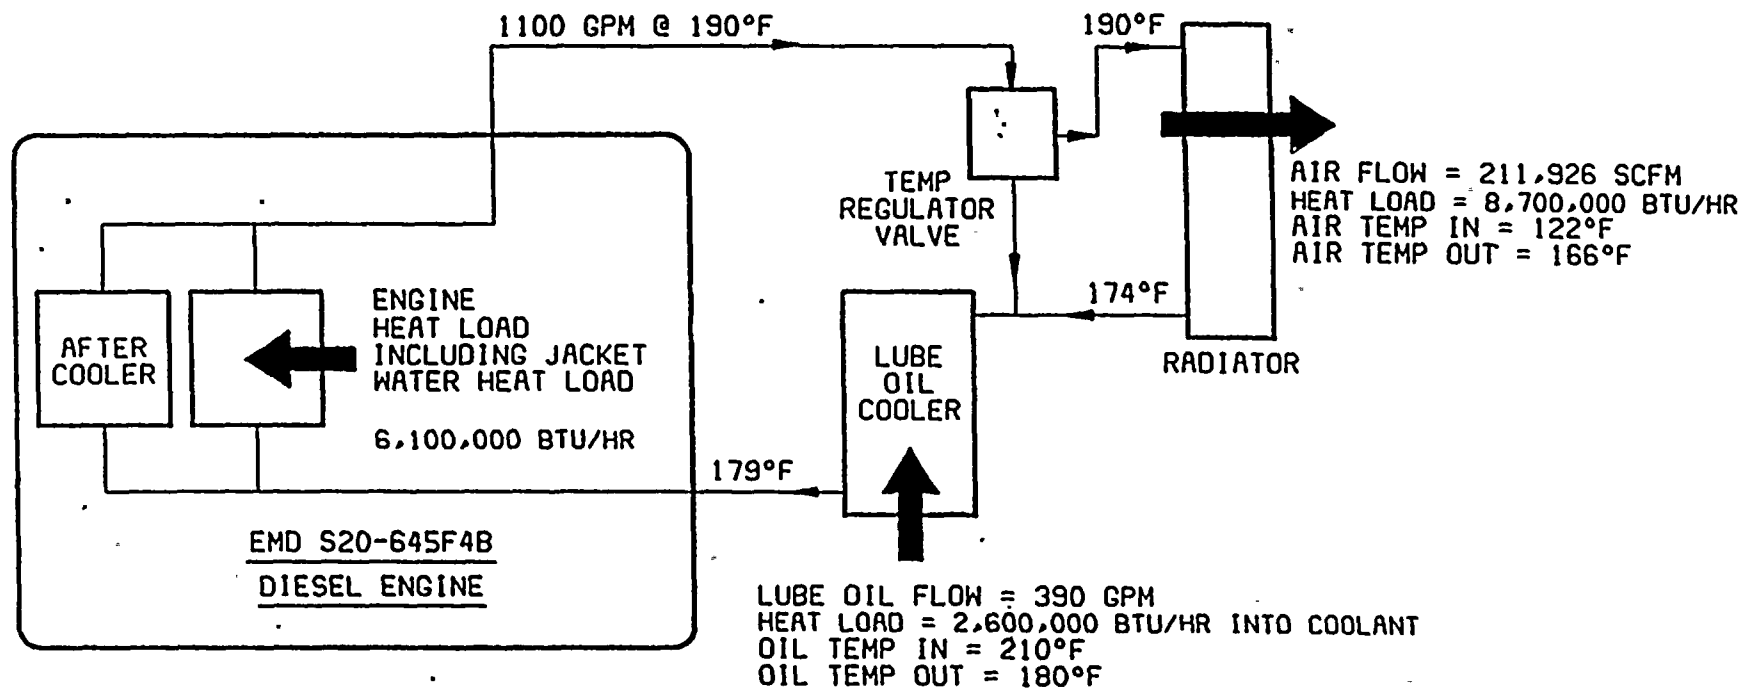 1100 GPM @ 190°F
190°F
TEMP
REGULATOR
VALVE
AIR FLOW = 211,926 SCFM
HEAT LOAD = 8,700,000 BTU/HR
AIR TEMP IN = 122°F
AIR TEMP OUT = 166°F
174°F
RADIATOR
AFTER
COOLER
ENGINE
HEAT LOAD
INCLUDING JACKET
WATER HEAT LOAD
6,100,000 BTU/HR
LUBE
OIL
COOLER
179°F
EMD S20-645F4B
DIESEL ENGINE
LUBE OIL FLOW = 390 GPM
HEAT LOAD = 2,600,000 BTU/HR INTO COOLANT
OIL TEMP IN = 210°F
OIL TEMP OUT = 180°F